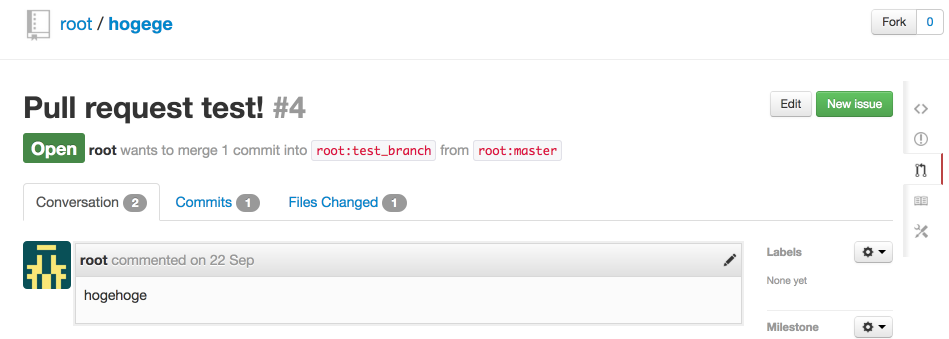 root / hogege
Fork 0
Pull request test! #4
Edit New issue
Open root wants to merge 1 commit into root:test_branch from root:master
Conversation 2 Commits 1 Files Changed 1
root commented on 22 Sep
Labels
hogehoge
None yet
Milestone